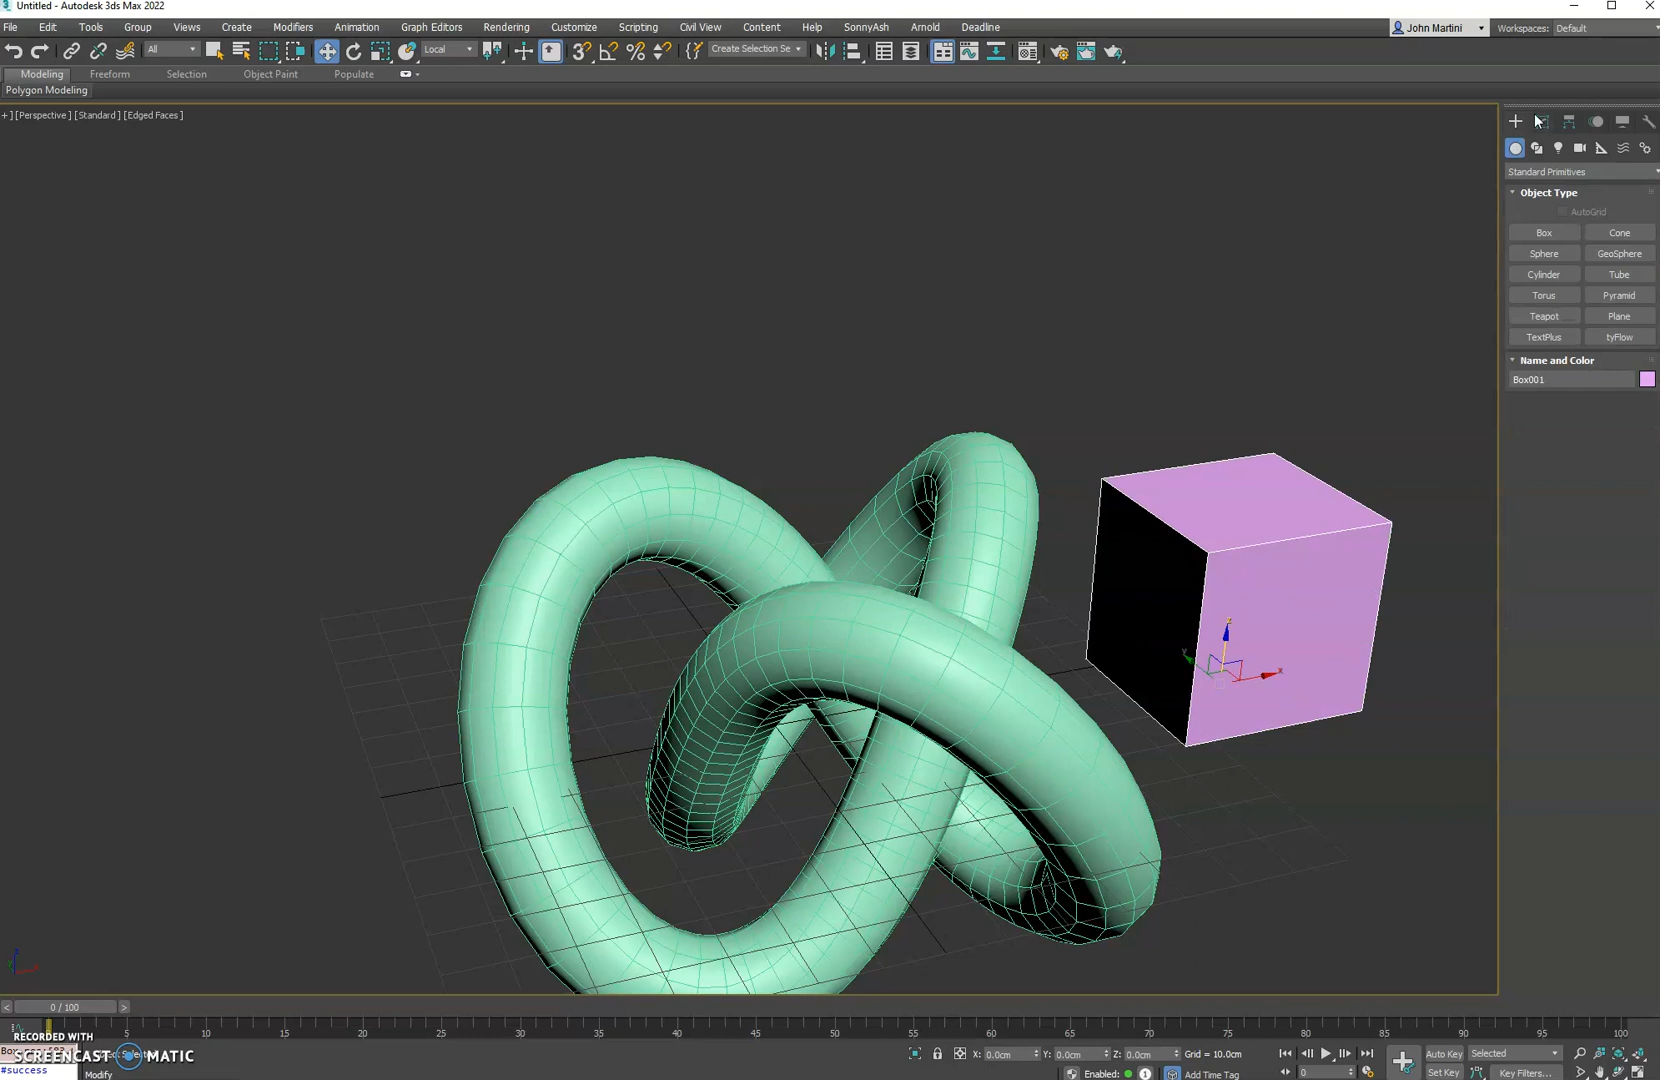 Untitled - Autodesk 3ds Max 2022
File Edit Tools Group Views Create Modifiers Animation Graph Editors Rendering Customize Scripting Civil View Content Help SonnyAsh Arnold Deadline John Martini Workspaces: Default
All Local Create Selection Se
Modeling Freeform Selection Object Paint Populate
Polygon Modeling
+ ] [Perspective ] [Standard ] [Edged Faces ]
Standard Primitives
Object Type
AutoGrid
Box Cone
Sphere GeoSphere
Cylinder Tube
Torus Pyramid
Teapot Plane
TextPlus tyFlow
Name and Color
Box001
z
y
x
< 0 / 100 >
5 10 15 20 25 30 35 40 45 50 55 60 65 70 75 80 85 90 95 100
RECORDED WITH
SCREENCAST MATIC
X: 0.0cm Y: 0.0cm Z: 0.0cm Grid = 10.0cm Auto Key Selected
#success Modify Enabled: 1 Add Time Tag 0 Set Key Key Filters...